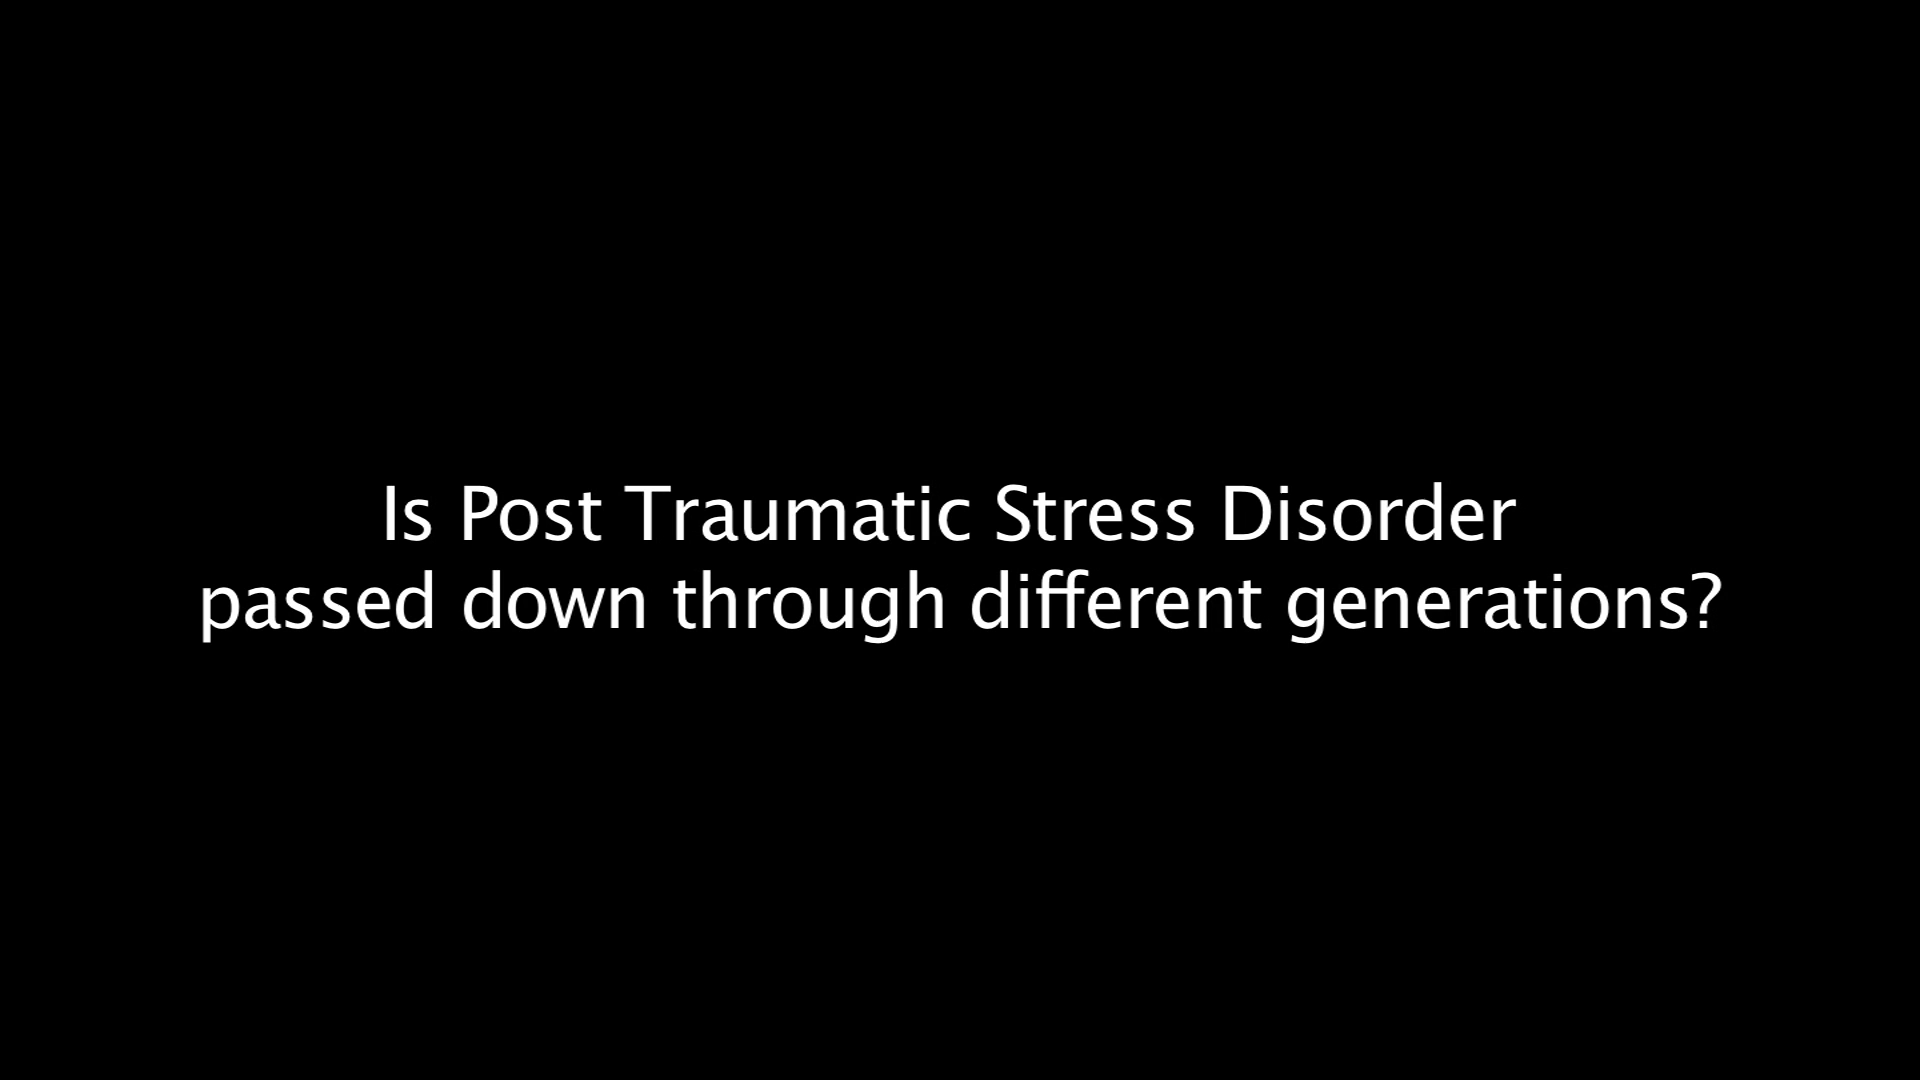 Is Post Traumatic Stress Disorder
passed down through different generations?